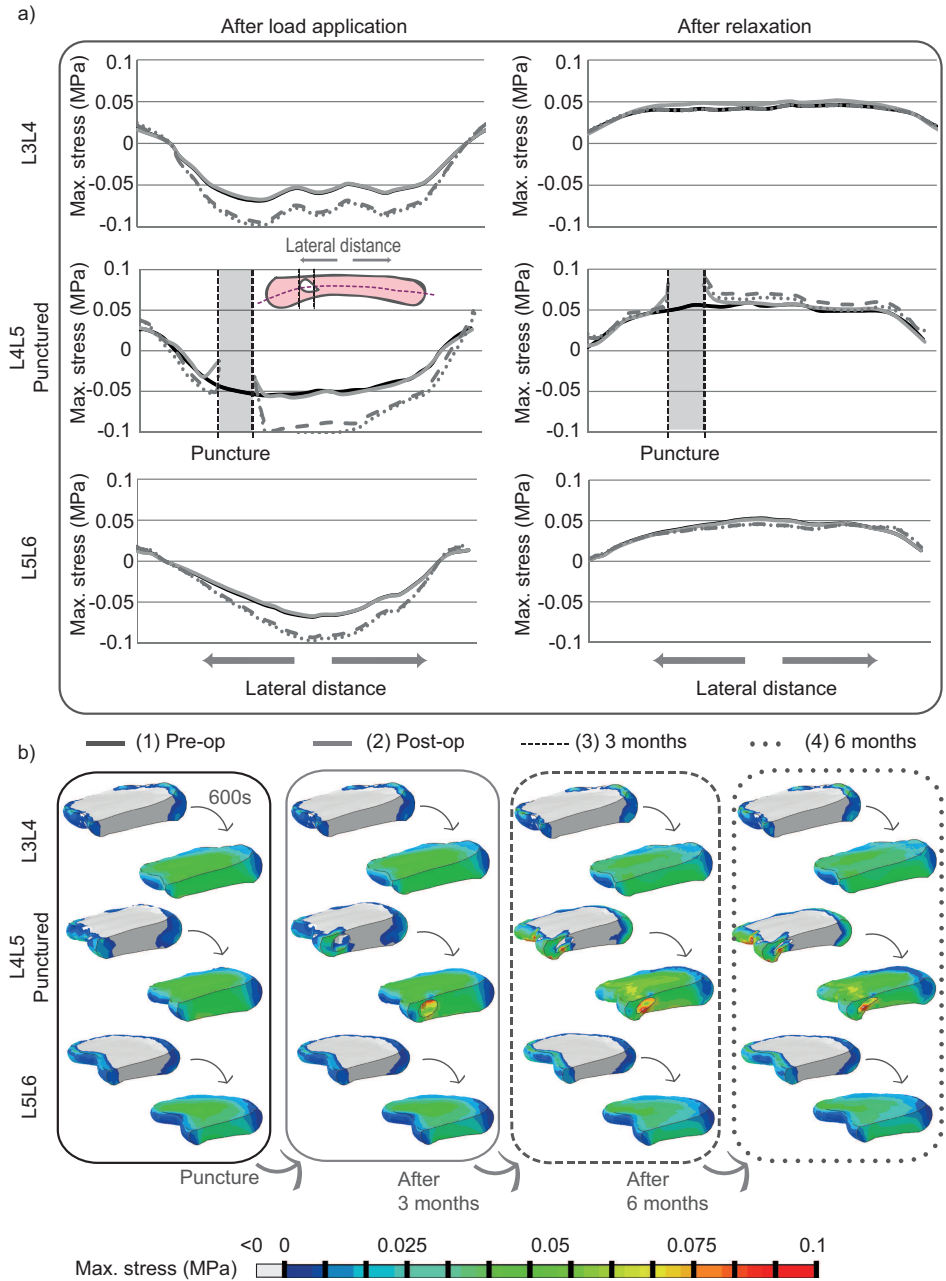 a)
After load application
After relaxation
L3L4
Max. stress (MPa)
0.1
0.05
0
-0.05
-0.1
Max. stress (MPa)
0.1
0.05
0
-0.05
-0.1
L4L5
Punctured
Max. stress (MPa)
0.1
0.05
0
-0.05
-0.1
Lateral distance
Puncture
Max. stress (MPa)
0.1
0.05
0
-0.05
-0.1
Puncture
L5L6
Max. stress (MPa)
0.1
0.05
0
-0.05
-0.1
Lateral distance
Max. stress (MPa)
0.1
0.05
0
-0.05
-0.1
Lateral distance
b)
(1) Pre-op
(2) Post-op
(3) 3 months
(4) 6 months
L3L4
600s
L4L5
Punctured
L5L6
Puncture
After
3 months
After
6 months
Max. stress (MPa)
<0
0
0.025
0.05
0.075
0.1